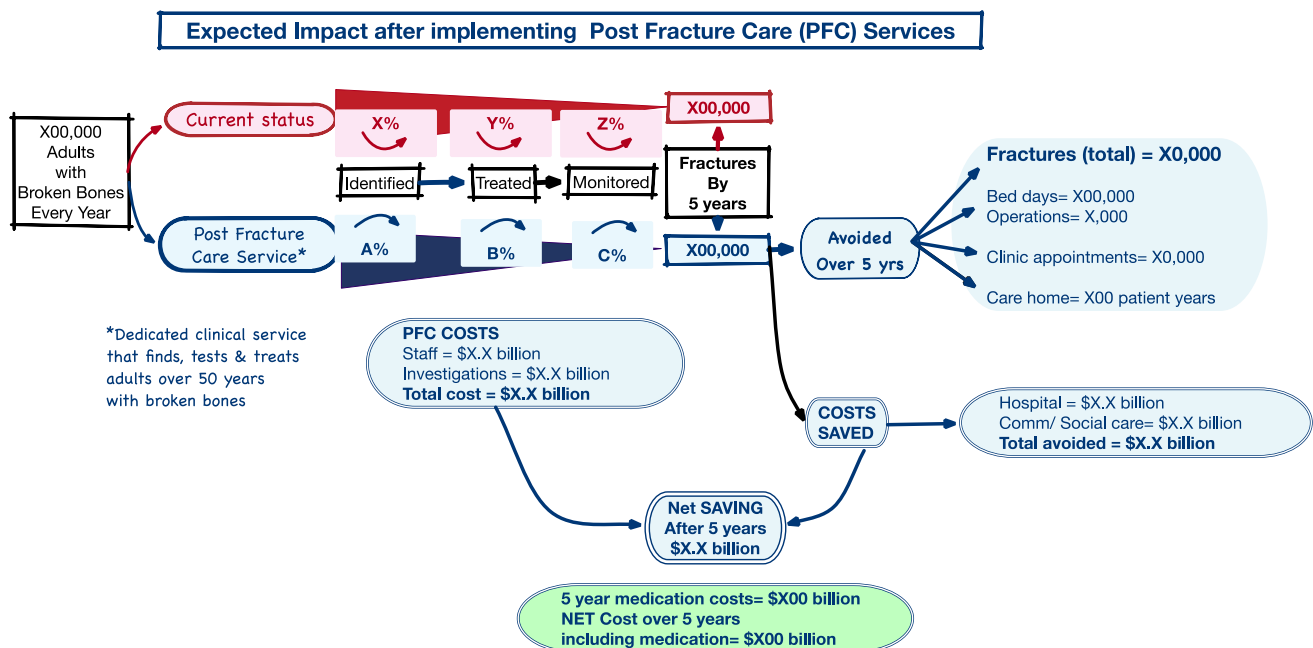 Expected Impact after implementing Post Fracture Care (PFC) Services
X00,000
Adults
with
Broken Bones
Every Year
Current status
X%
Y%
Z%
X00,000
Identified
Treated
Monitored
Fractures
By
5 years
Post Fracture
Care Service*
A%
B%
C%
X00,000
Avoided
Over 5 yrs
Fractures (total) = X0,000
Bed days= X00,000
Operations= X,000
Clinic appointments= X0,000
Care home= X00 patient years
*Dedicated clinical service
that finds, tests & treats
adults over 50 years
with broken bones
PFC COSTS
Staff = $X.X billion
Investigations = $X.X billion
Total cost = $X.X billion
COSTS
SAVED
Hospital = $X.X billion
Comm/ Social care= $X.X billion
Total avoided = $X.X billion
Net SAVING
After 5 years
$X.X billion
5 year medication costs= $X00 billion
NET Cost over 5 years
including medication= $X00 billion